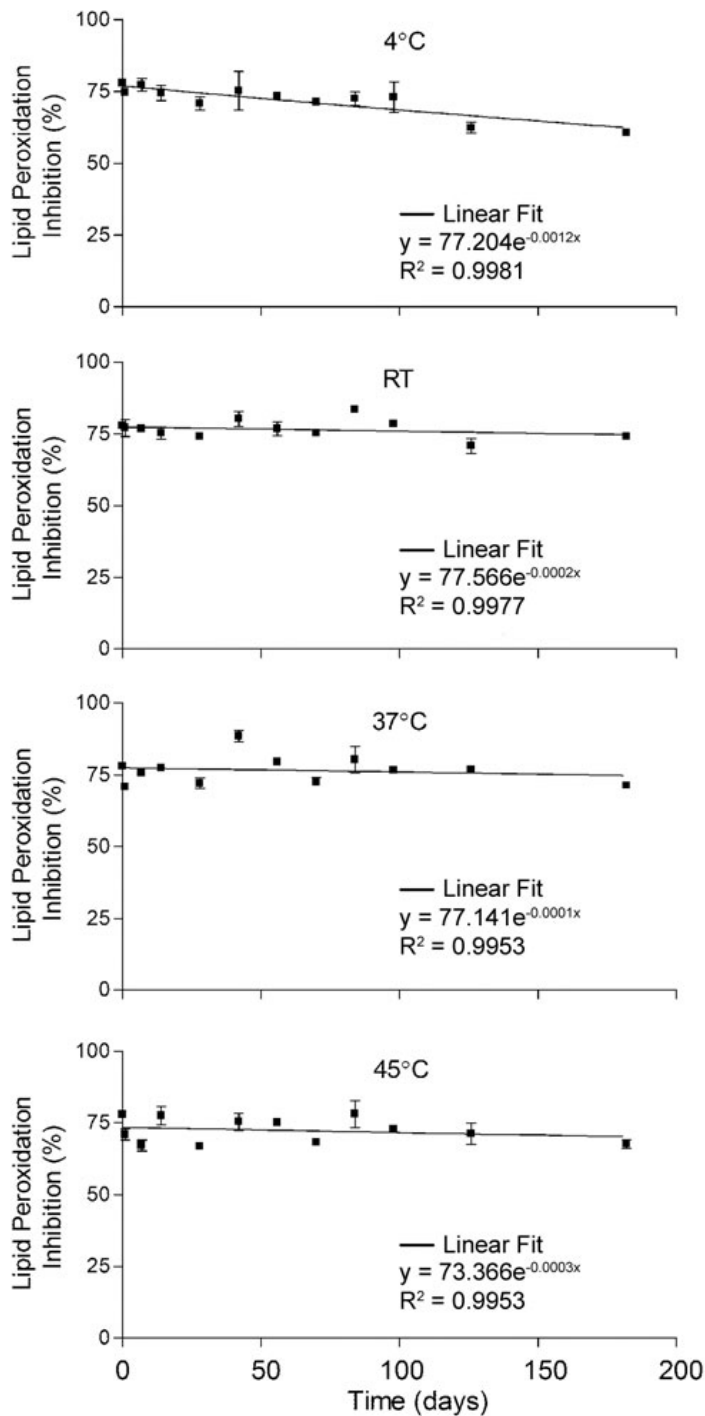 100
75
50
25
0
Lipid Peroxidation
Inhibition (%)
4°C
Linear Fit
y = 77.204e-0.0012x
R2 = 0.9981
100
75
50
25
0
Lipid Peroxidation
Inhibition (%)
RT
Linear Fit
y = 77.566e-0.0002x
R2 = 0.9977
100
75
50
25
0
Lipid Peroxidation
Inhibition (%)
37°C
Linear Fit
y = 77.141e-0.0001x
R2 = 0.9953
100
75
50
25
0
Lipid Peroxidation
Inhibition (%)
45°C
Linear Fit
y = 73.366e-0.0003x
R2 = 0.9953
0 50 100 150 200
Time (days)